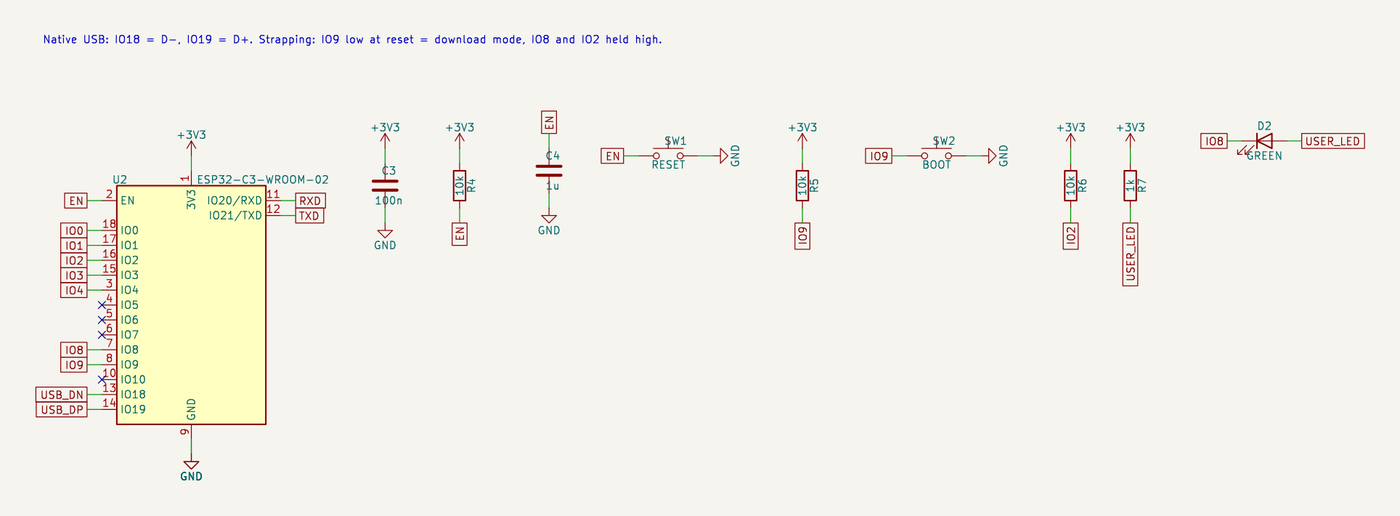 Native USB: IO18 = D-, IO19 = D+. Strapping: IO9 low at reset = download mode, IO8 and IO2 held high.
+3V3
U2
ESP32-C3-WROOM-02
1
3V3
EN
2
EN
IO0
18
IO0
IO1
17
IO1
IO2
16
IO2
IO3
15
IO3
IO4
3
IO4
4
IO5
5
IO6
6
IO7
IO8
7
IO8
IO9
8
IO9
10
IO10
USB_DN
13
IO18
USB_DP
14
IO19
IO20/RXD
11
RXD
IO21/TXD
12
TXD
GND
9
GND
+3V3
C3
100n
GND
+3V3
10k
R4
EN
EN
C4
1u
GND
EN
SW1
RESET
GND
+3V3
10k
R5
IO9
IO9
SW2
BOOT
GND
+3V3
10k
R6
IO2
+3V3
1k
R7
USER_LED
IO8
D2
GREEN
USER_LED